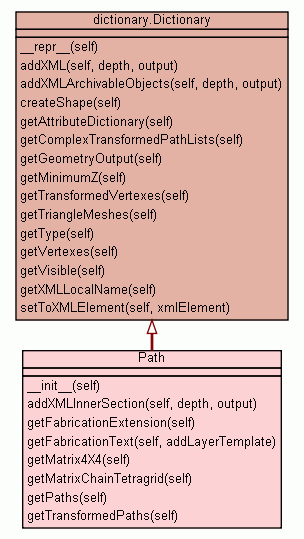 dictionary.Dictionary
__repr__(self)
addXML(self, depth, output)
addXMLArchivableObjects(self, depth, output)
createShape(self)
getAttributeDictionary(self)
getComplexTransformedPathLists(self)
getGeometryOutput(self)
getMinimumZ(self)
getTransformedVertexes(self)
getTriangleMeshes(self)
getType(self)
getVertexes(self)
getVisible(self)
getXMLLocalName(self)
setToXMLElement(self, xmlElement)
Path
__init__(self)
addXMLInnerSection(self, depth, output)
getFabricationExtension(self)
getFabricationText(self, addLayerTemplate)
getMatrix4X4(self)
getMatrixChainTetragrid(self)
getPaths(self)
getTransformedPaths(self)